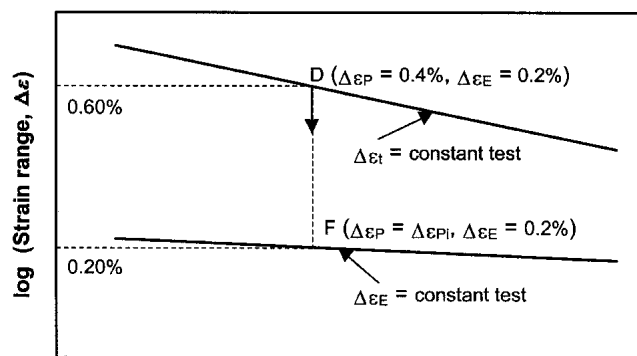 log (Strain range, Δε)
D (ΔεP = 0.4%, ΔεE = 0.2%)
0.60%
Δεt = constant test
F (ΔεP = ΔεPi, ΔεE = 0.2%)
0.20%
ΔεE = constant test